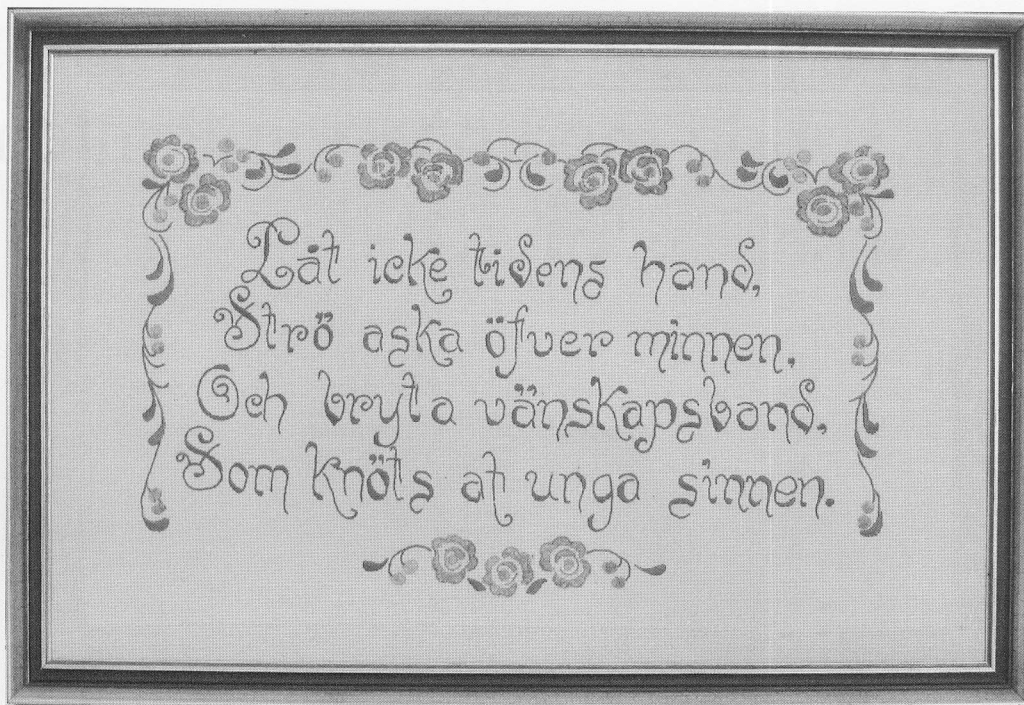 Låt icke tidens hand,
Strö aska öfver minnen,
Och bryta vänskapsband,
Som knöts af unga sinnen.